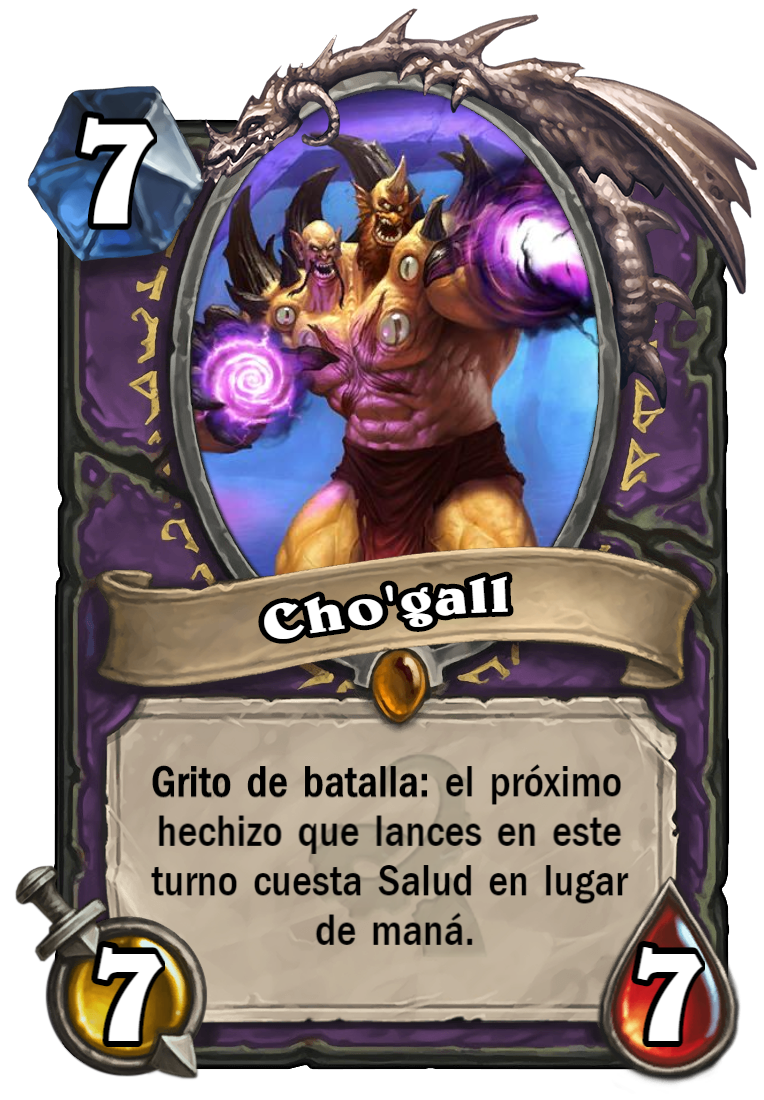 7
Cho'gall
Grito de batalla: el próximo
hechizo que lances en este
turno cuesta Salud en lugar
de maná.
7
7